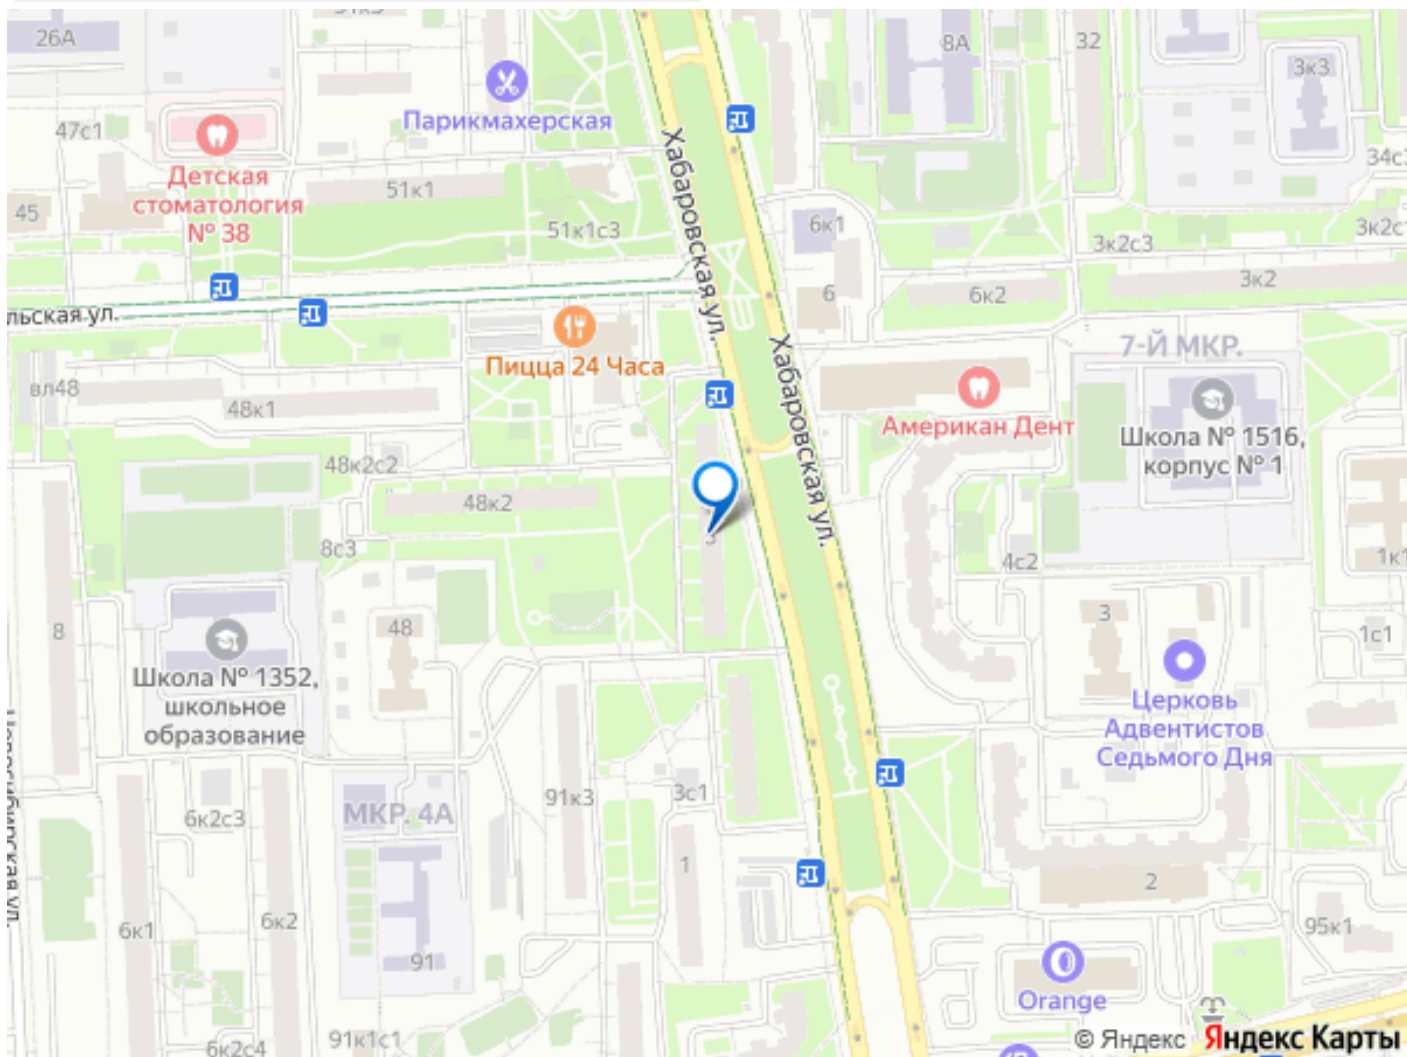 26А
8А
32
3к3
Парикмахерская
47с1
Детская
стоматология
№ 38
51к1
34с3
45
51к1с3
6к1
3к2с3
3к2с1
3к2
6к2
6
Хабаровская ул.
льская ул.
Пицца 24 Часа
Хабаровская ул.
7-Й МКР.
вл48
48к1
Американ Дент
Школа № 1516,
корпус № 1
48к2с2
48к2
8с3
4с2
1к1
8
48
3
1с1
Школа № 1352,
школьное
образование
Церковь
Адвентистов
Седьмого Дня
МКР. 4А
91к3
3с1
6к2с3
1
2
6к1
6к2
91
95к1
Orange
91к1с1
6к2с4
© Яндекс Яндекс Карты